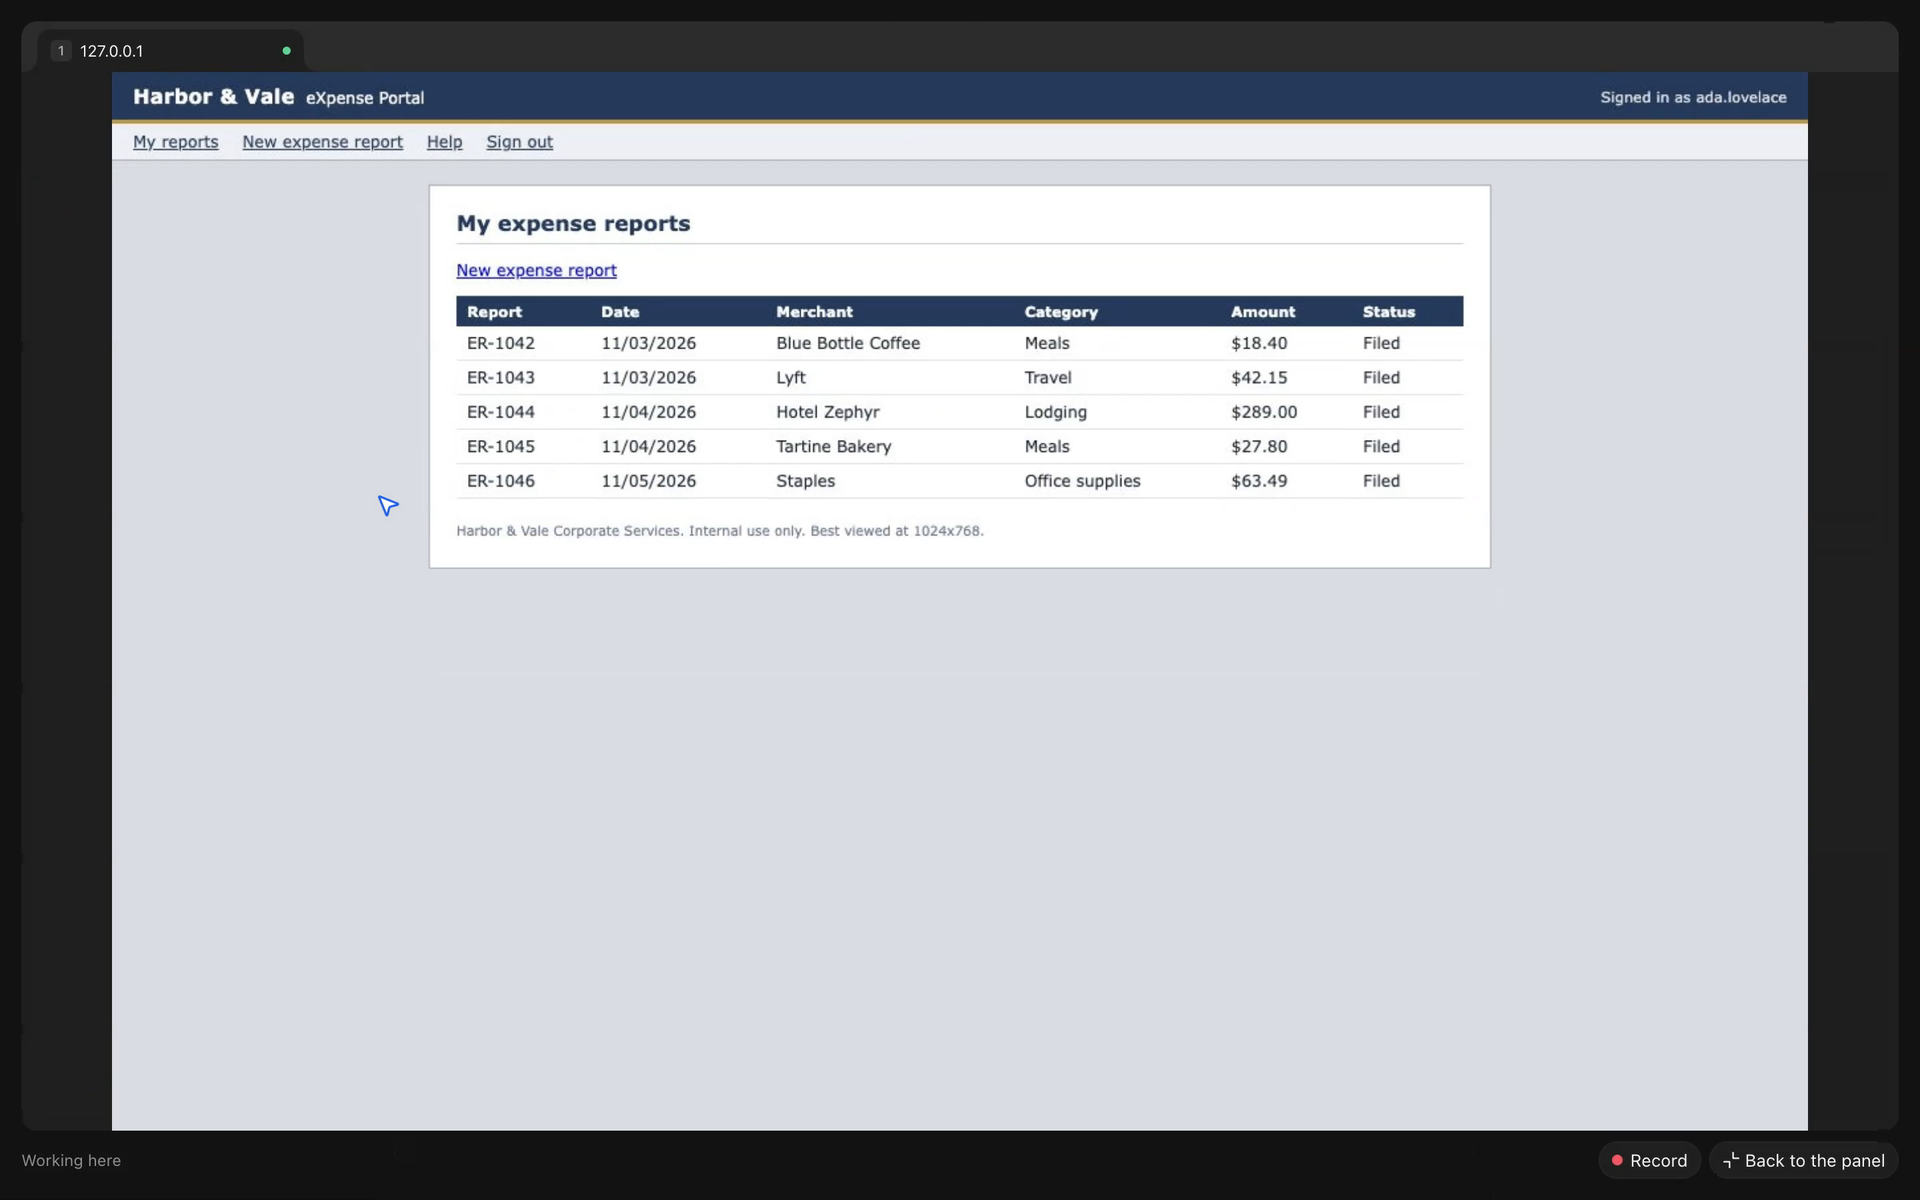 1 127.0.0.1
Harbor & Vale eXpense Portal Signed in as ada.lovelace
My reports New expense report Help Sign out
My expense reports
New expense report
Report Date Merchant Category Amount Status
ER-1042 11/03/2026 Blue Bottle Coffee Meals $18.40 Filed
ER-1043 11/03/2026 Lyft Travel $42.15 Filed
ER-1044 11/04/2026 Hotel Zephyr Lodging $289.00 Filed
ER-1045 11/04/2026 Tartine Bakery Meals $27.80 Filed
ER-1046 11/05/2026 Staples Office supplies $63.49 Filed
Harbor & Vale Corporate Services. Internal use only. Best viewed at 1024x768.
Working here Record Back to the panel